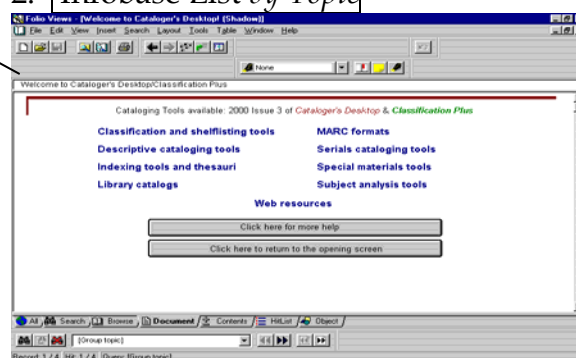 2. Infobase List by Topic
Folio Views - [Welcome to Cataloger's Desktop! (Shadow)]
File Edit View Insert Search Layout Tools Table Window Help
None
Welcome to Cataloger's Desktop/Classification Plus
Cataloging Tools available: 2000 Issue 3 of Cataloger's Desktop & Classification Plus
Classification and shelflisting tools MARC formats
Descriptive cataloging tools Serials cataloging tools
Indexing tools and thesauri Special materials tools
Library catalogs Subject analysis tools
Web resources
Click here for more help
Click here to return to the opening screen
All Search Browse Document Contents HitList Object
[Group topic]
Record: 1 / 4 Hit: 1 / 4 Query: [Group topic]